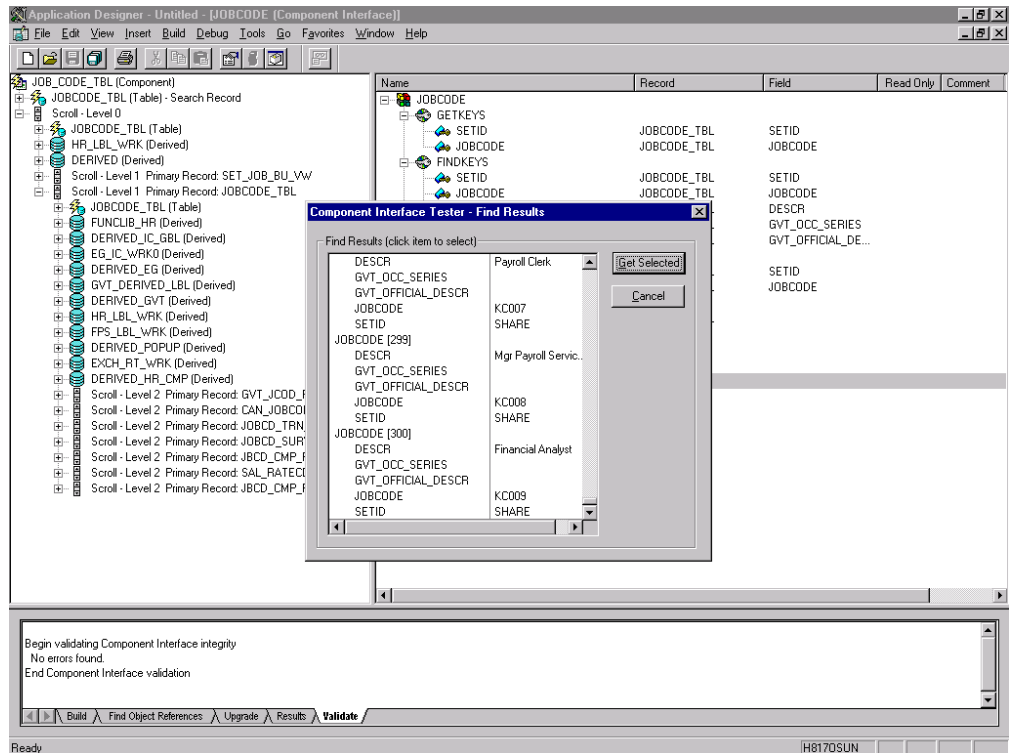 Application Designer - Untitled - [JOBCODE (Component Interface)]
File Edit View Insert Build Debug Tools Go Favorites Window Help
JOB_CODE_TBL (Component)
JOBCODE_TBL (Table) - Search Record
Scroll - Level 0
JOBCODE_TBL (Table)
HR_LBL_WRK (Derived)
DERIVED (Derived)
Scroll - Level 1 Primary Record: SET_JOB_BU_VW
Scroll - Level 1 Primary Record: JOBCODE_TBL
JOBCODE_TBL (Table)
FUNCLIB_HR (Derived)
DERIVED_IC_GBL (Derived)
EG_IC_WRK0 (Derived)
DERIVED_EG (Derived)
GVT_DERIVED_LBL (Derived)
DERIVED_GVT (Derived)
HR_LBL_WRK (Derived)
FPS_LBL_WRK (Derived)
DERIVED_POPUP (Derived)
EXCH_RT_WRK (Derived)
DERIVED_HR_CMP (Derived)
Scroll - Level 2 Primary Record: GVT_JCOD_
Scroll - Level 2 Primary Record: CAN_JOBCO
Scroll - Level 2 Primary Record: JOBCD_TRN
Scroll - Level 2 Primary Record: JOBCD_SUR
Scroll - Level 2 Primary Record: JBCD_CMP_
Scroll - Level 2 Primary Record: SAL_RATEC
Scroll - Level 2 Primary Record: JBCD_CMP_
Name Record Field Read Only Comment
JOBCODE
GETKEYS
SETID JOBCODE_TBL SETID
JOBCODE JOBCODE_TBL JOBCODE
FINDKEYS
SETID JOBCODE_TBL SETID
JOBCODE JOBCODE_TBL JOBCODE
DESCR
GVT_OCC_SERIES
GVT_OFFICIAL_DE...
SETID
JOBCODE
Component Interface Tester - Find Results
Find Results (click item to select)
DESCR Payroll Clerk
GVT_OCC_SERIES
GVT_OFFICIAL_DESCR
JOBCODE KC007
SETID SHARE
JOBCODE [299]
DESCR Mgr Payroll Servic..
GVT_OCC_SERIES
GVT_OFFICIAL_DESCR
JOBCODE KC008
SETID SHARE
JOBCODE [300]
DESCR Financial Analyst
GVT_OCC_SERIES
GVT_OFFICIAL_DESCR
JOBCODE KC009
SETID SHARE
Get Selected
Cancel
Begin validating Component Interface integrity
No errors found.
End Component Interface validation
Build Find Object References Upgrade Results Validate
Ready H817OSUN